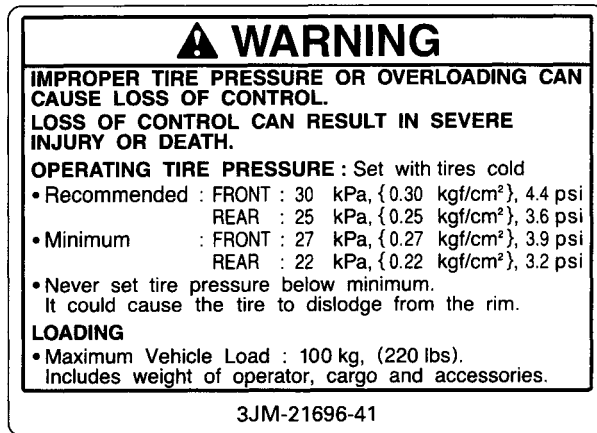 WARNING
IMPROPER TIRE PRESSURE OR OVERLOADING CAN
CAUSE LOSS OF CONTROL.
LOSS OF CONTROL CAN RESULT IN SEVERE
INJURY OR DEATH.
OPERATING TIRE PRESSURE : Set with tires cold
• Recommended : FRONT : 30 kPa, {0.30 kgf/cm²}, 4.4 psi
REAR : 25 kPa, {0.25 kgf/cm²}, 3.6 psi
• Minimum : FRONT : 27 kPa, {0.27 kgf/cm²}, 3.9 psi
REAR : 22 kPa, {0.22 kgf/cm²}, 3.2 psi
• Never set tire pressure below minimum.
It could cause the tire to dislodge from the rim.
LOADING
• Maximum Vehicle Load : 100 kg, (220 lbs).
Includes weight of operator, cargo and accessories.
3JM-21696-41